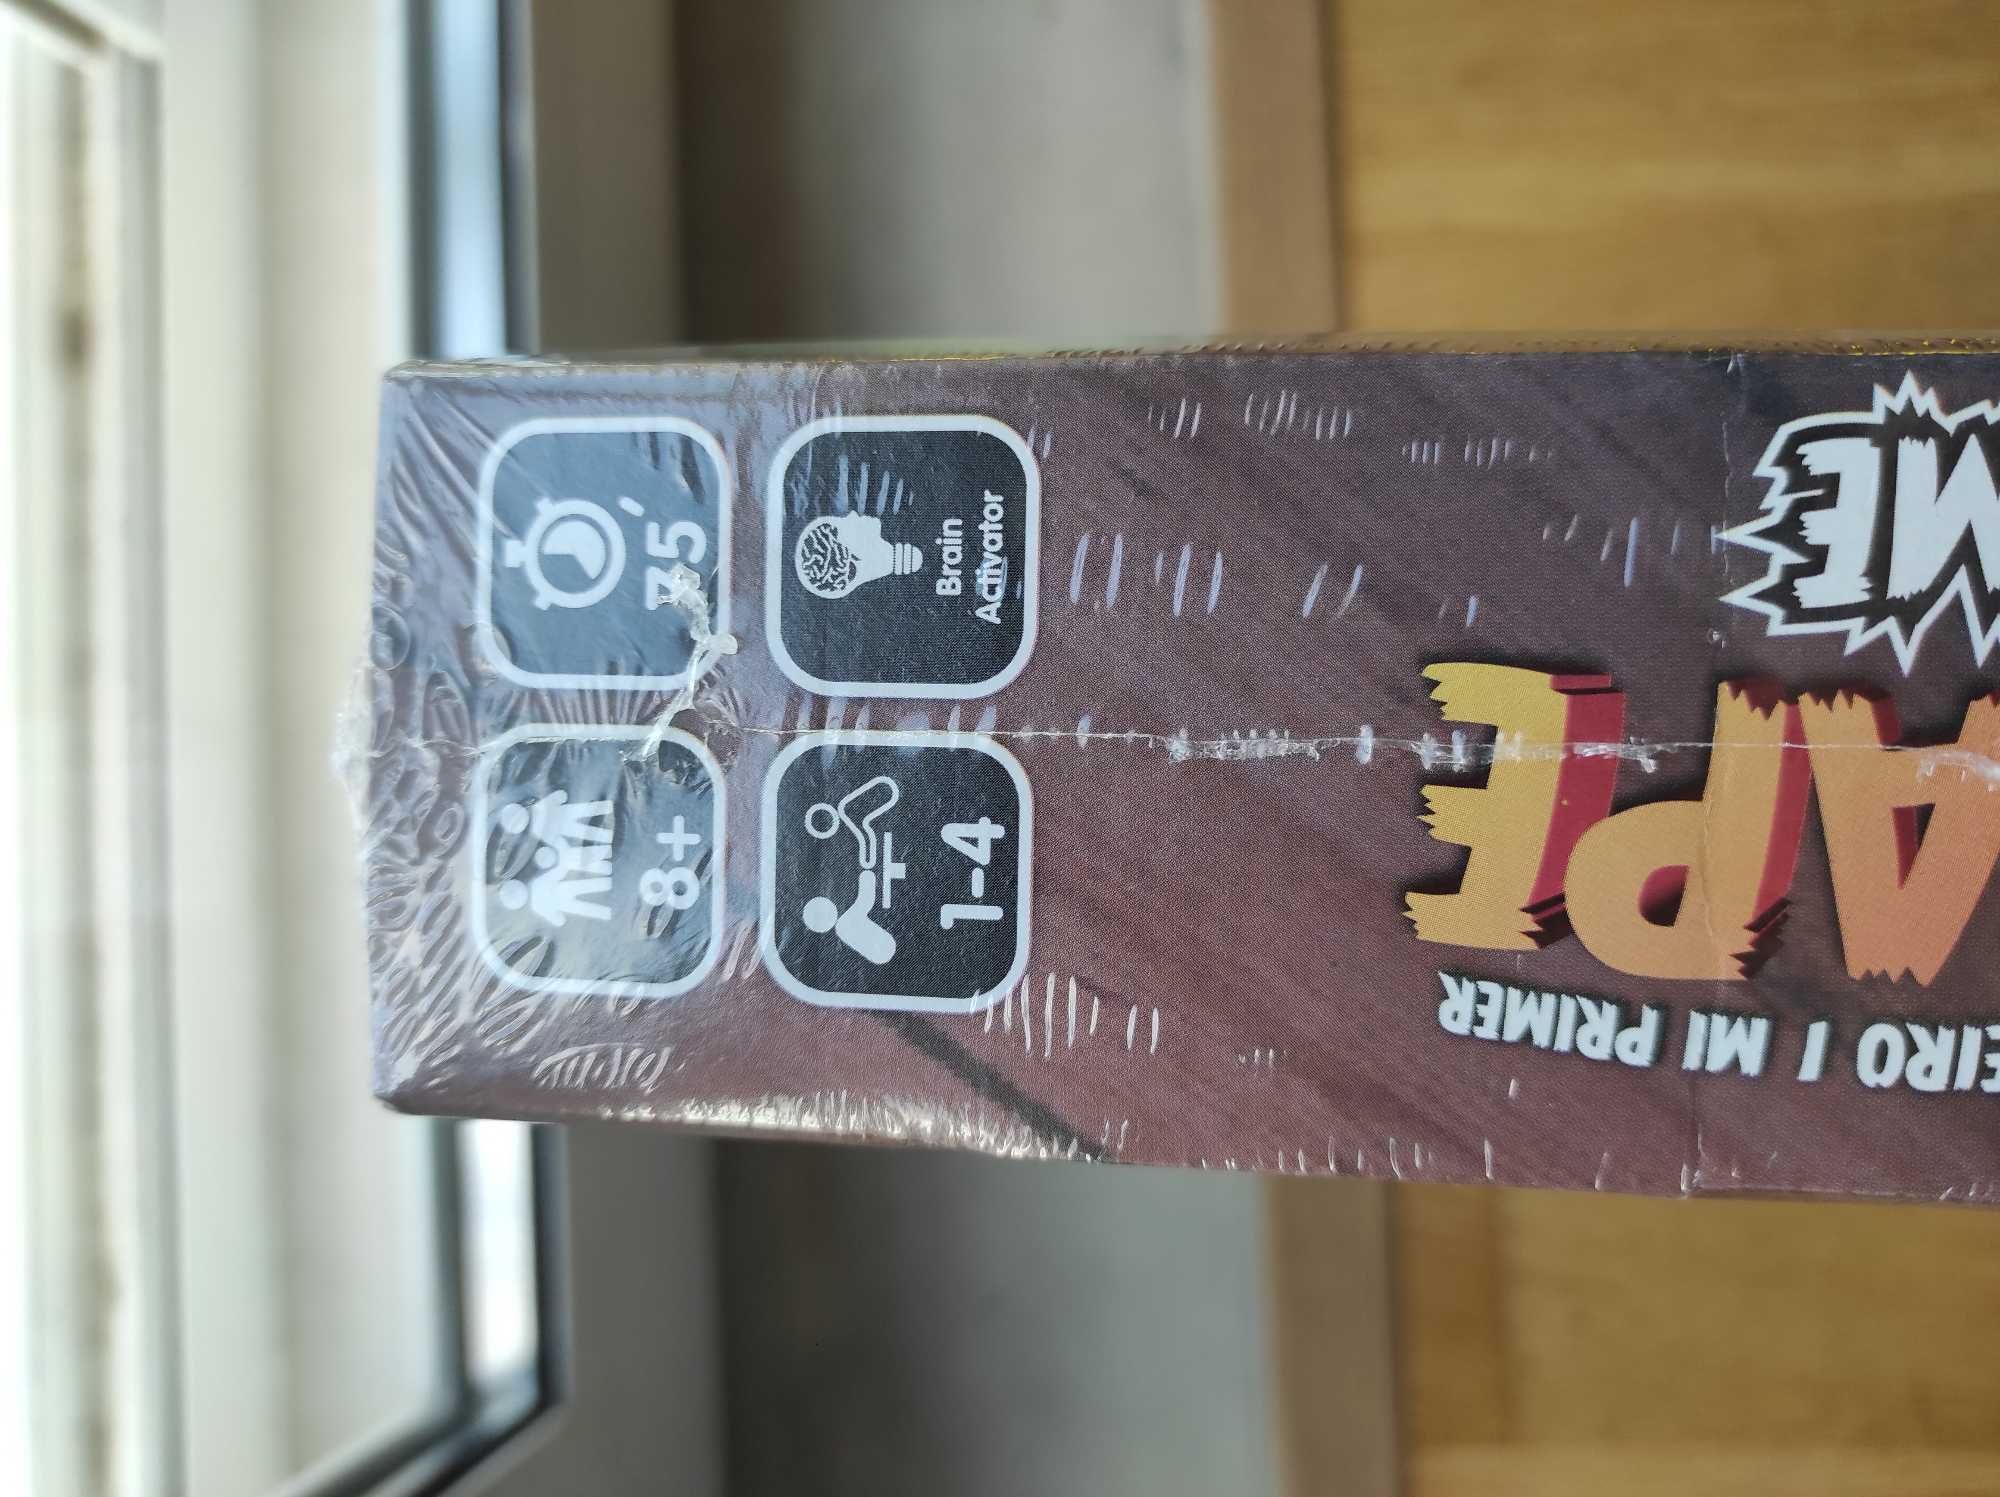 8+
75'
1-4
Brain
Activator
EIRO / MI PRIMER
APE
ME